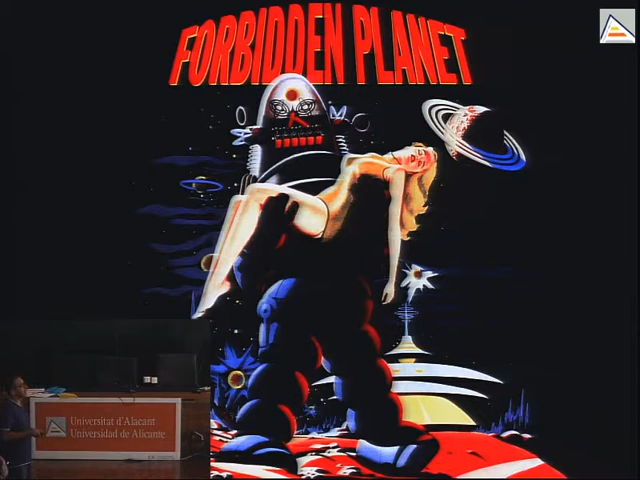 FORBIDDEN PLANET
Universitat d'Alacant
Universidad de Alicante